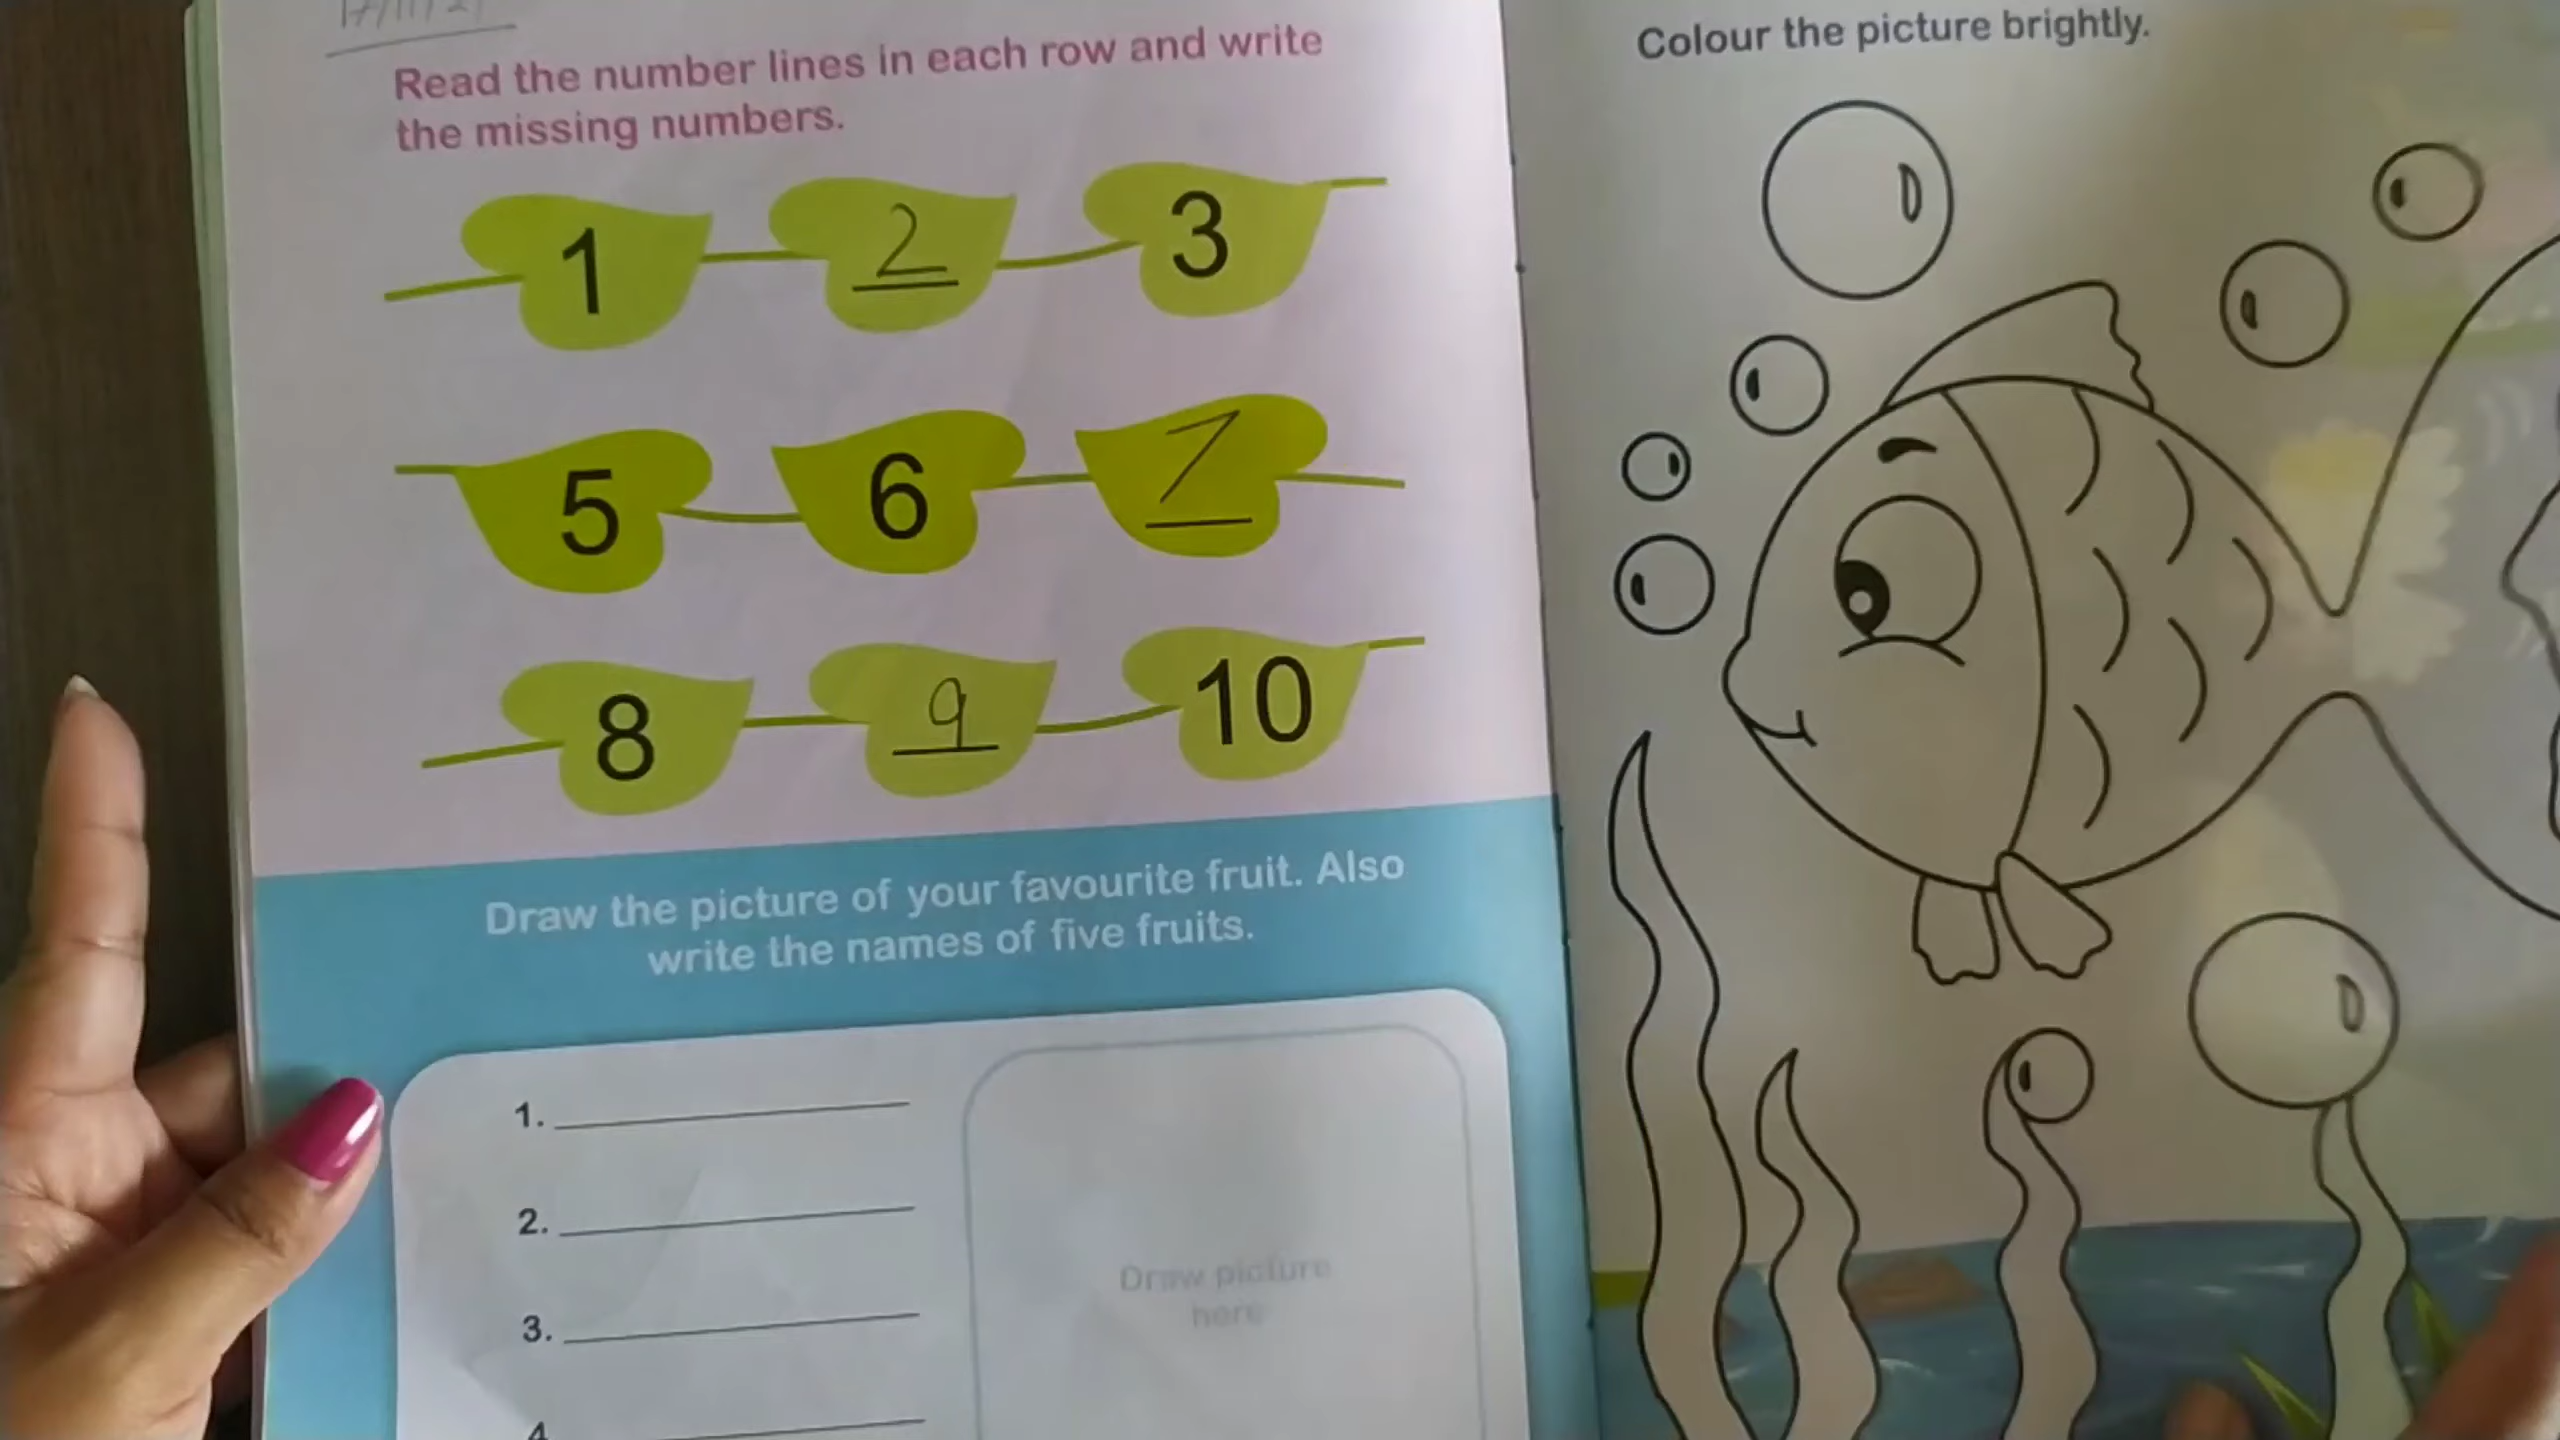 Read the number lines in each row and write
the missing numbers.
1 2 3
5 6 7
8 9 10
Draw the picture of your favourite fruit. Also
write the names of five fruits.
1.
2.
3.
4
Draw picture
here
Colour the picture brightly.